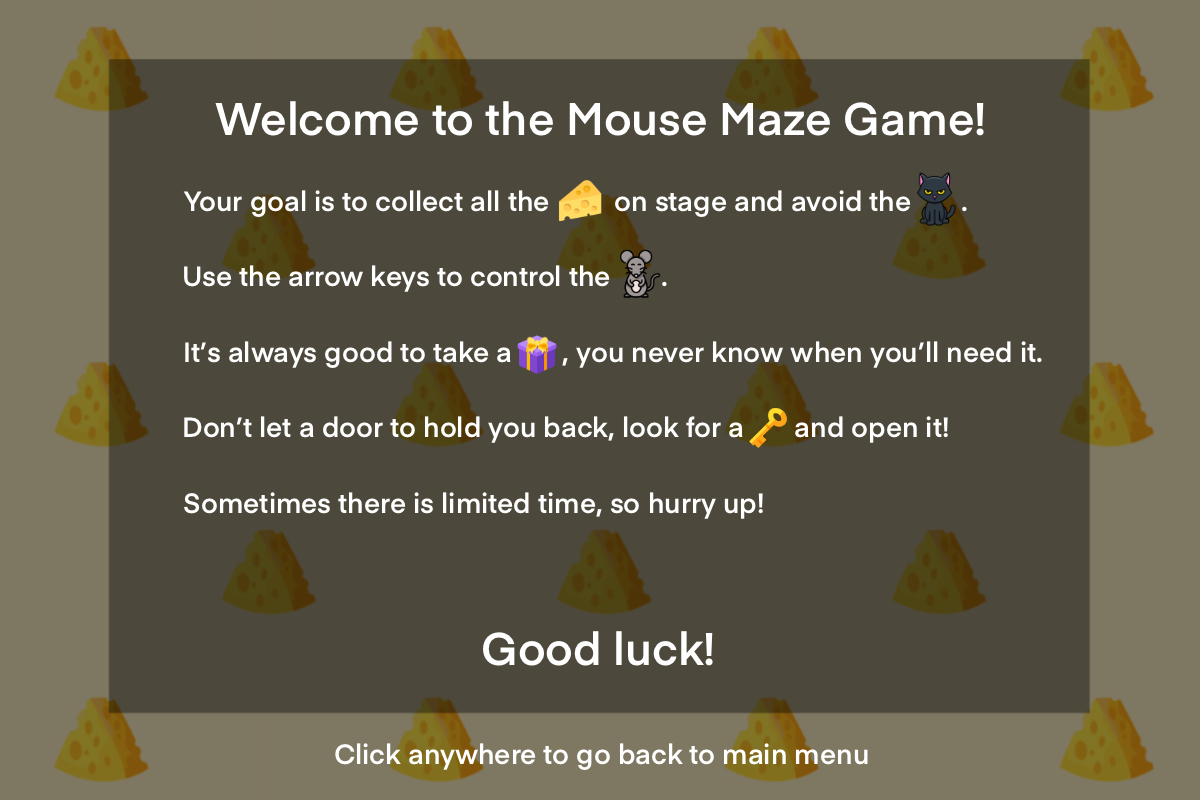 Welcome to the Mouse Maze Game!
Your goal is to collect all the on stage and avoid the .
Use the arrow keys to control the .
It’s always good to take a , you never know when you’ll need it.
Don’t let a door to hold you back, look for a and open it!
Sometimes there is limited time, so hurry up!
Good luck!
Click anywhere to go back to main menu